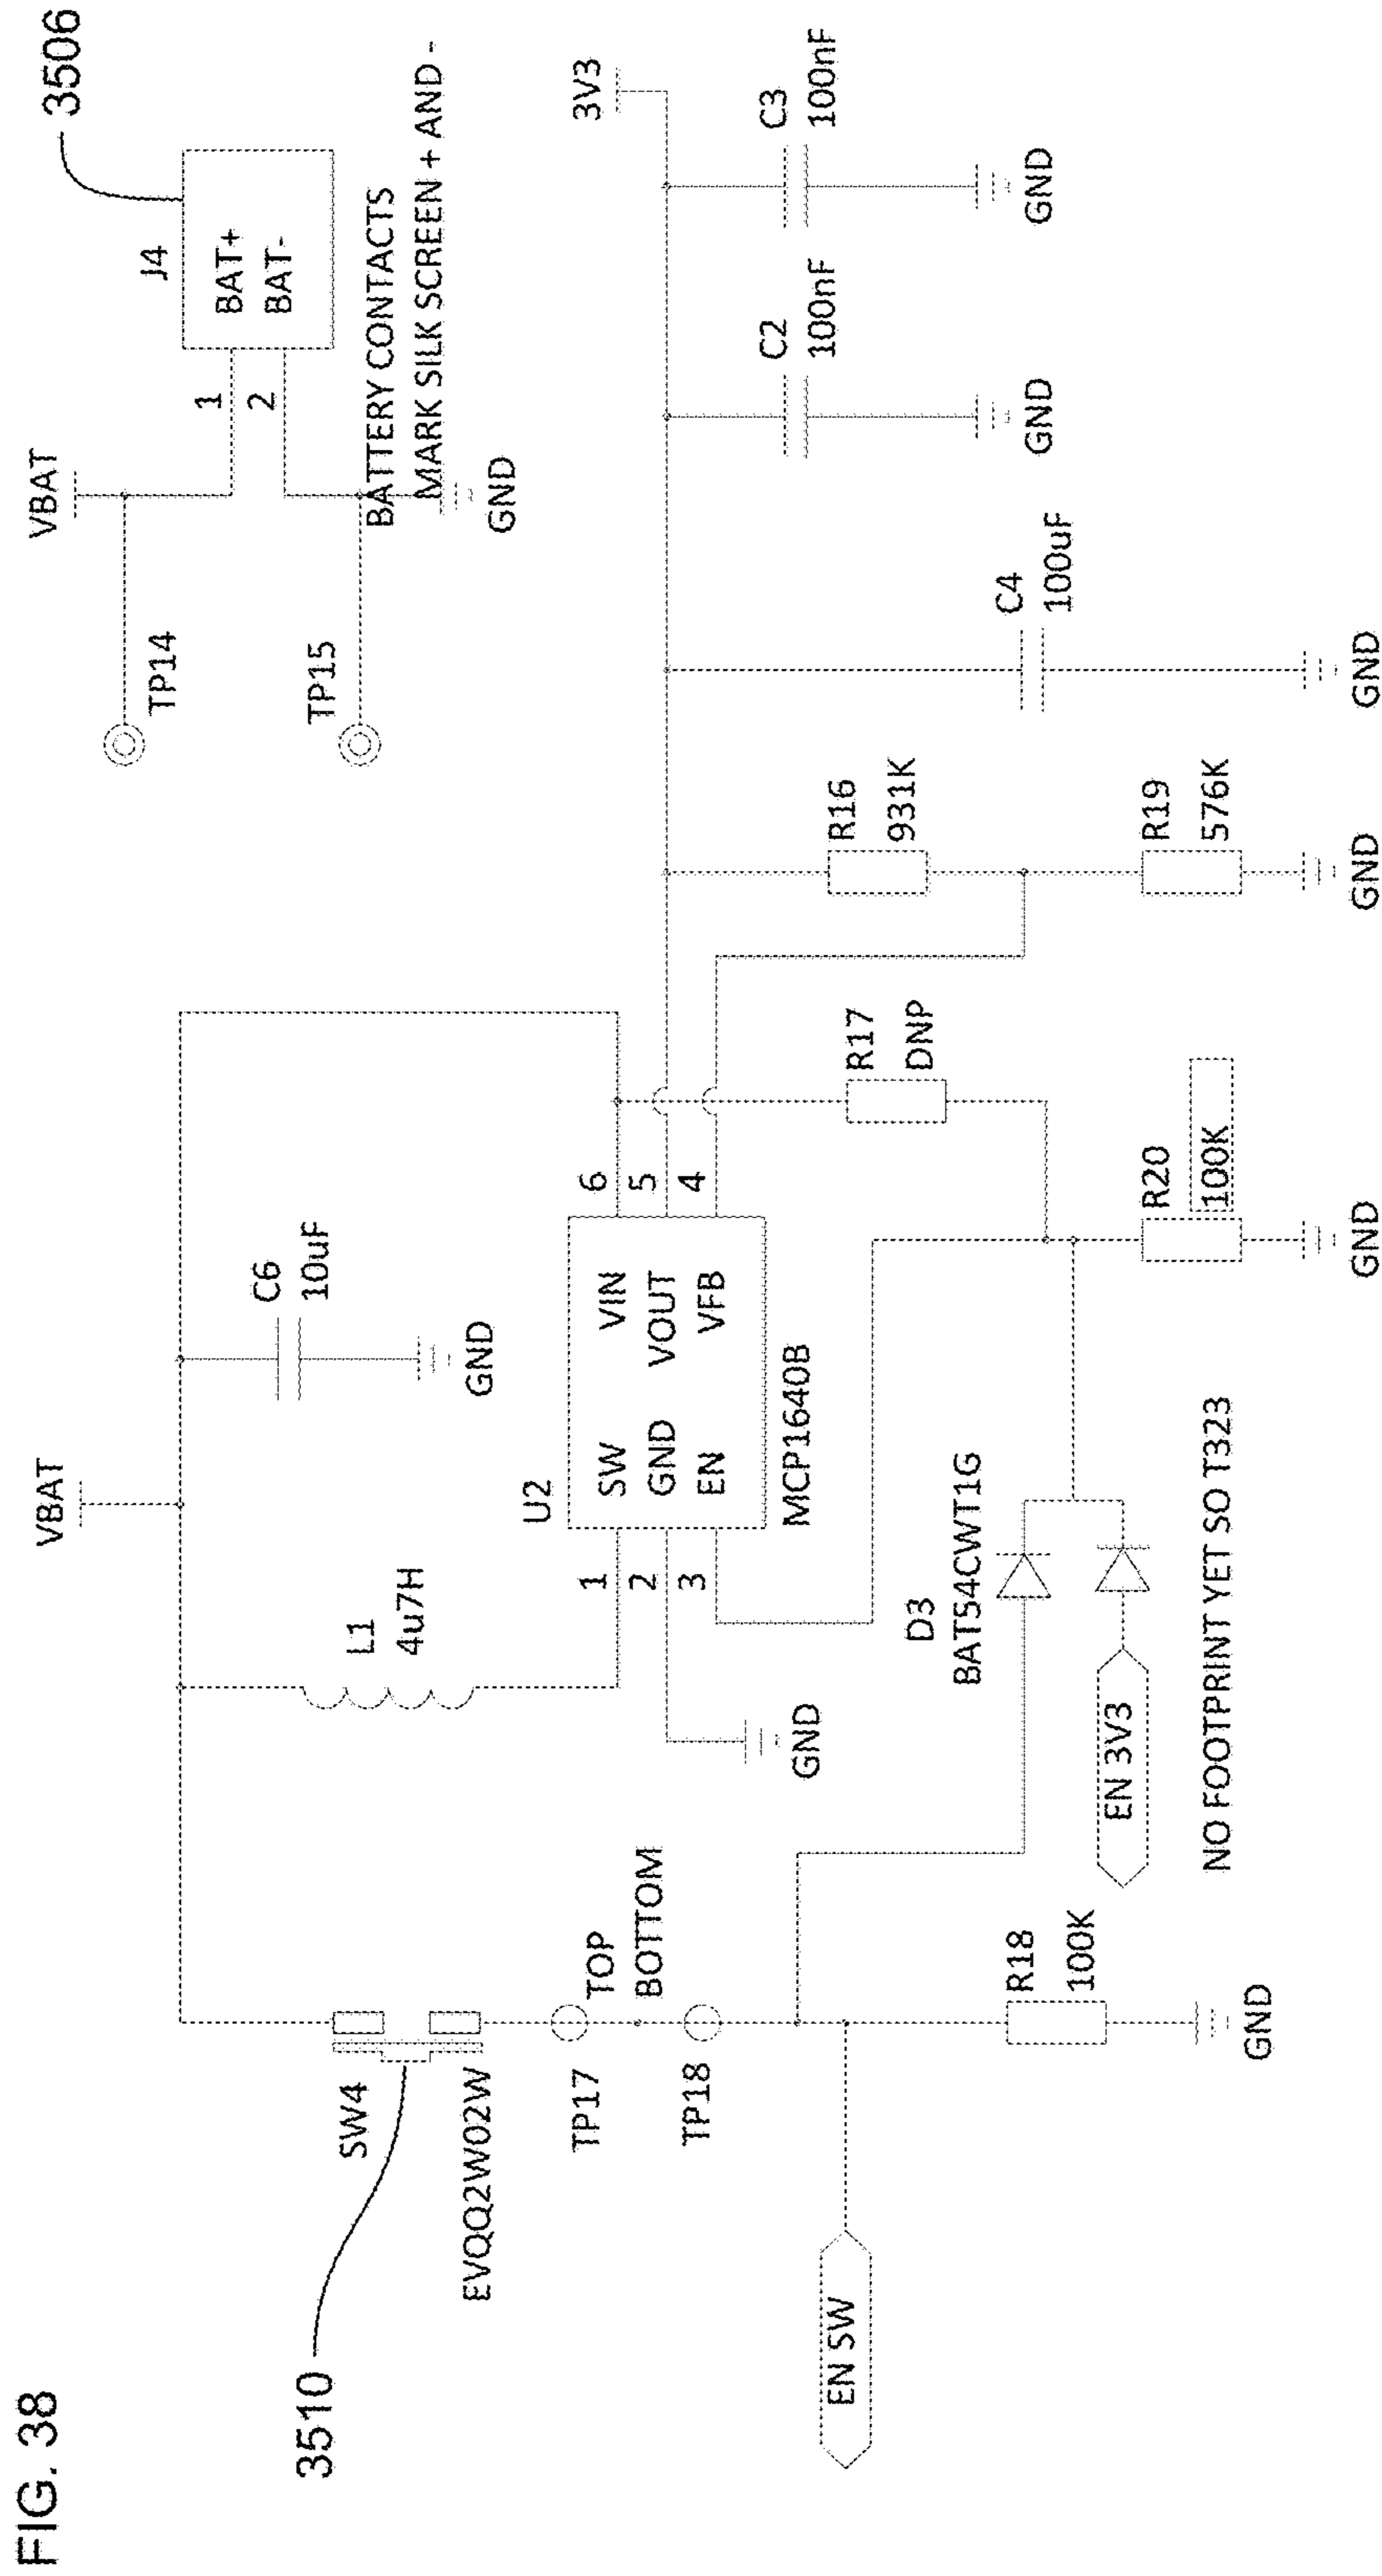 FIG. 38
3510
SW4
EVQQ2W02W
TP17
TOP
BOTTOM
TP18
EN SW
R18
100K
GND
VBAT
L1
4u7H
C6
10uF
GND
U2
1
2
3
SW
GND
EN
VIN
VOUT
VFB
6
5
4
MCP1640B
GND
D3
BAT54CWT1G
EN 3V3
NO FOOTPRINT YET SO T323
R17
DNP
R20
100K
GND
R16
931K
R19
576K
GND
C4
100uF
GND
C2
100nF
GND
C3
100nF
GND
3V3
VBAT
TP14
TP15
1
2
J4
BAT+
BAT-
3506
BATTERY CONTACTS
MARK SILK SCREEN + AND -
GND